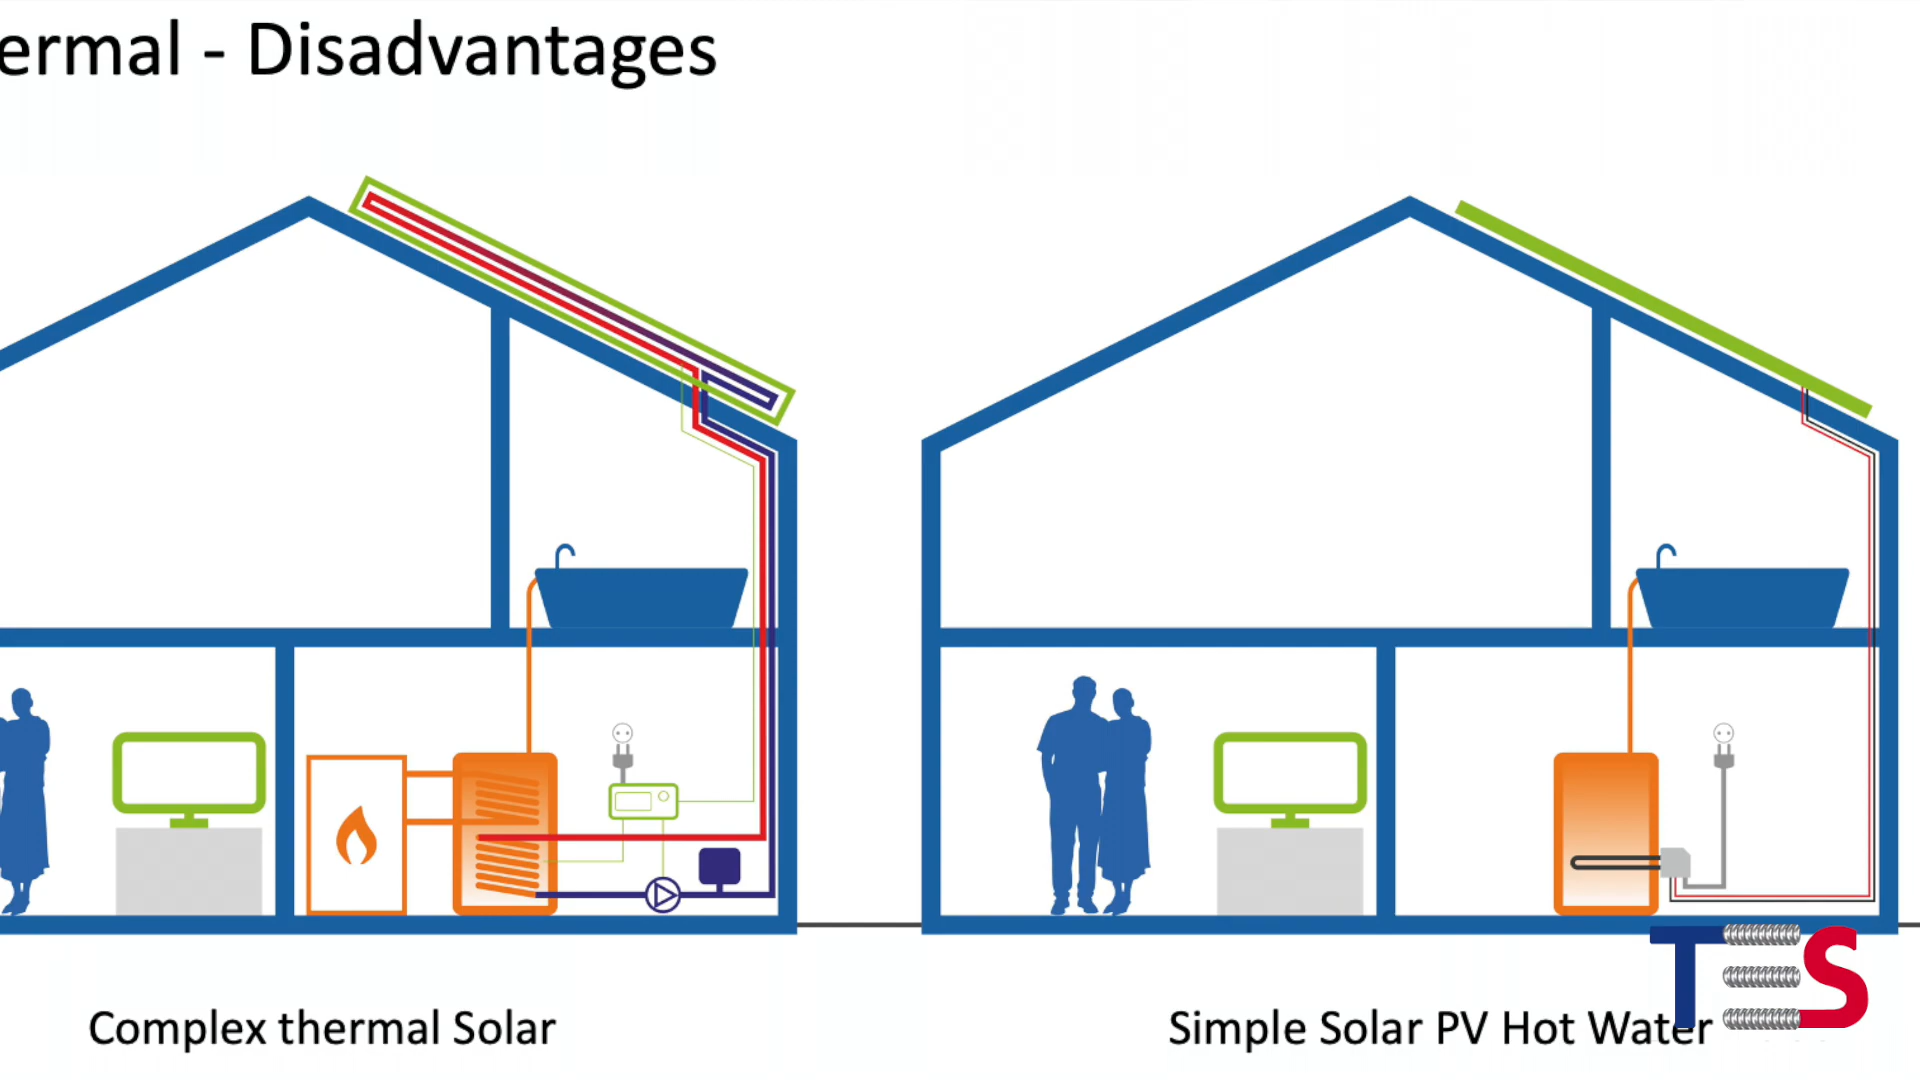 ermal - Disadvantages
Complex thermal Solar
Simple Solar PV Hot Water
TES